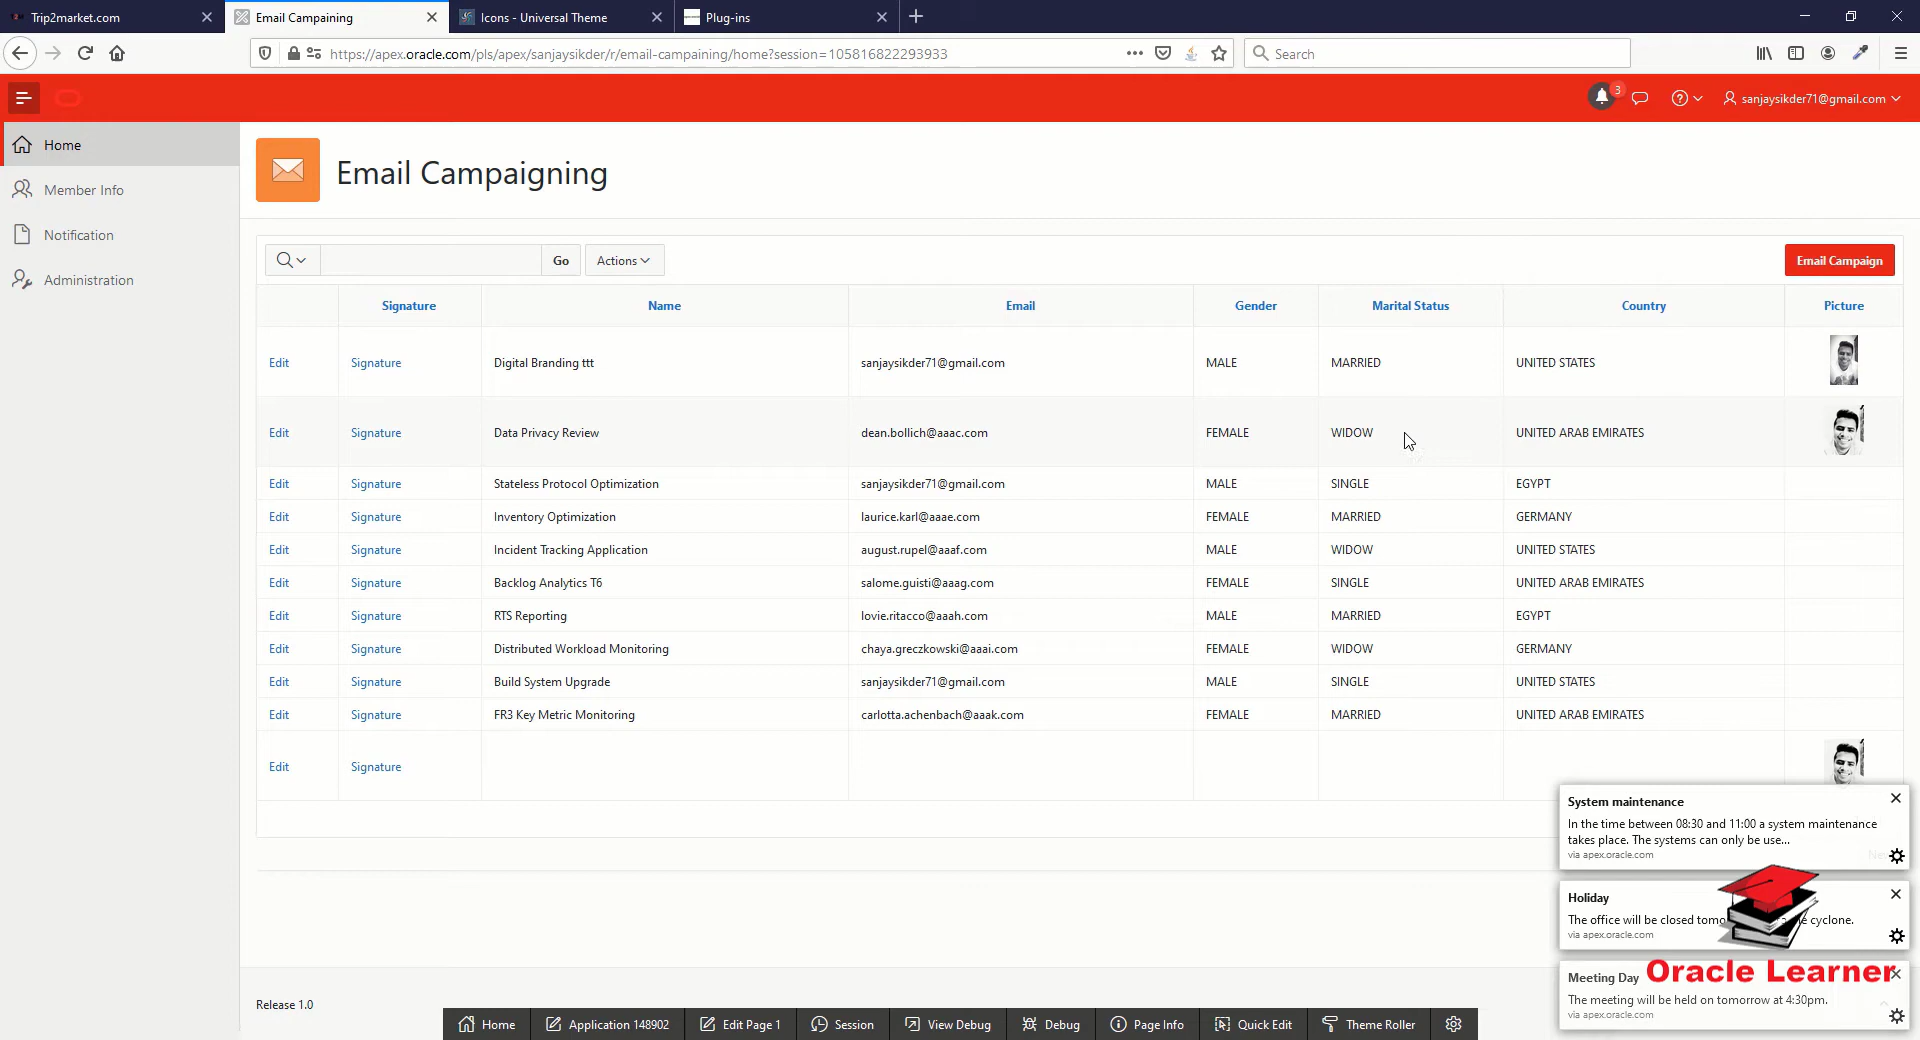 Trip2market.com
Email Campaining
Icons - Universal Theme
Plug-ins
https://apex.oracle.com/pls/apex/sanjaysikder/r/email-campaining/home?session=105816822293933
Search
3
sanjaysikder71@gmail.com
Home
Member Info
Notification
Administration
Email Campaigning
Go
Actions
Email Campaign
Signature Name Email Gender Marital Status Country Picture
Edit Signature Digital Branding ttt sanjaysikder71@gmail.com MALE MARRIED UNITED STATES
Edit Signature Data Privacy Review dean.bollich@aaac.com FEMALE WIDOW UNITED ARAB EMIRATES
Edit Signature Stateless Protocol Optimization sanjaysikder71@gmail.com MALE SINGLE EGYPT
Edit Signature Inventory Optimization laurice.karl@aaae.com FEMALE MARRIED GERMANY
Edit Signature Incident Tracking Application august.rupel@aaaf.com MALE WIDOW UNITED STATES
Edit Signature Backlog Analytics T6 salome.guisti@aaag.com FEMALE SINGLE UNITED ARAB EMIRATES
Edit Signature RTS Reporting lovie.ritacco@aaah.com MALE MARRIED EGYPT
Edit Signature Distributed Workload Monitoring chaya.greczkowski@aaai.com FEMALE WIDOW GERMANY
Edit Signature Build System Upgrade sanjaysikder71@gmail.com MALE SINGLE UNITED STATES
Edit Signature FR3 Key Metric Monitoring carlotta.achenbach@aaak.com FEMALE MARRIED UNITED ARAB EMIRATES
Edit Signature
System maintenance
In the time between 08:30 and 11:00 a system maintenance
takes place. The systems can only be use...
via apex.oracle.com
Holiday
The office will be closed cyclone.
via apex.oracle.com
Meeting Day
Oracle Learner
The meeting will be held on tomorrow at 4:30pm.
via apex.oracle.com
Release 1.0
Home
Application 148902
Edit Page 1
Session
View Debug
Debug
Page Info
Quick Edit
Theme Roller